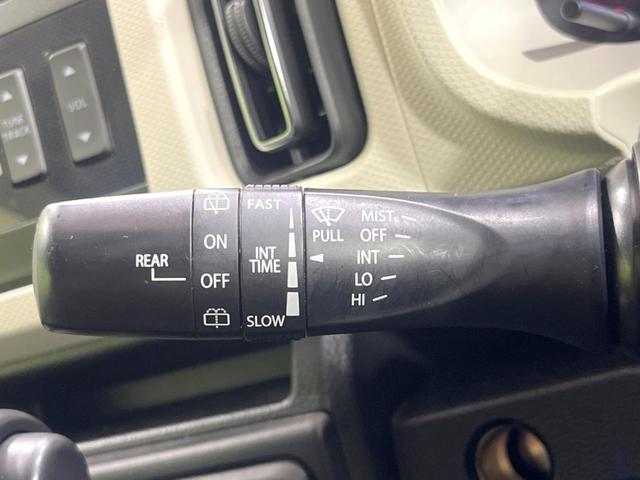 TUNE
TRACK
VOL
REAR
ON
OFF
FAST
INT
TIME
SLOW
PULL
MIST
OFF
INT
LO
HI